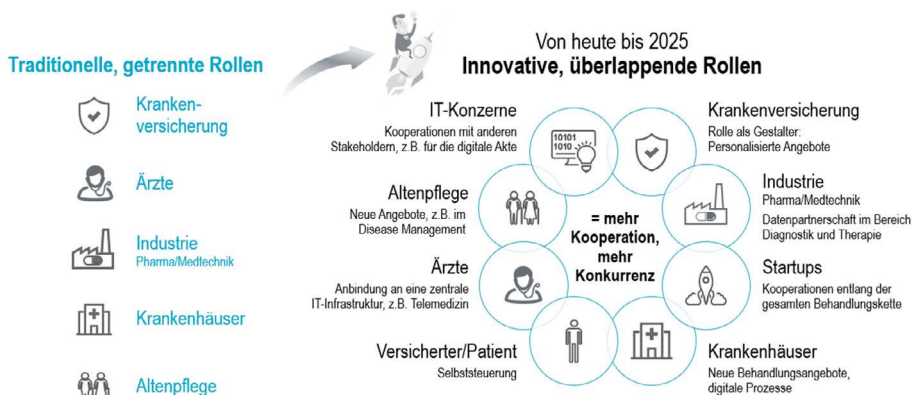 Traditionelle, getrennte Rollen
Kranken-
versicherung
Ärzte
Industrie
Pharma/Medtechnik
Krankenhäuser
Altenpflege
Von heute bis 2025
Innovative, überlappende Rollen
IT-Konzerne
Kooperationen mit anderen
Stakeholdern, z.B. für die digitale Akte
10101
1010
Krankenversicherung
Rolle als Gestalter:
Personalisierte Angebote
Altenpflege
Neue Angebote, z.B. im
Disease Management
Industrie
Pharma/Medtechnik
Datenpartnerschaft im Bereich
Diagnostik und Therapie
= mehr
Kooperation,
mehr
Konkurrenz
Ärzte
Anbindung an eine zentrale
IT-Infrastruktur, z.B. Telemedizin
Startups
Kooperationen entlang der
gesamten Behandlungskette
Versicherter/Patient
Selbststeuerung
Krankenhäuser
Neue Behandlungsangebote,
digitale Prozesse